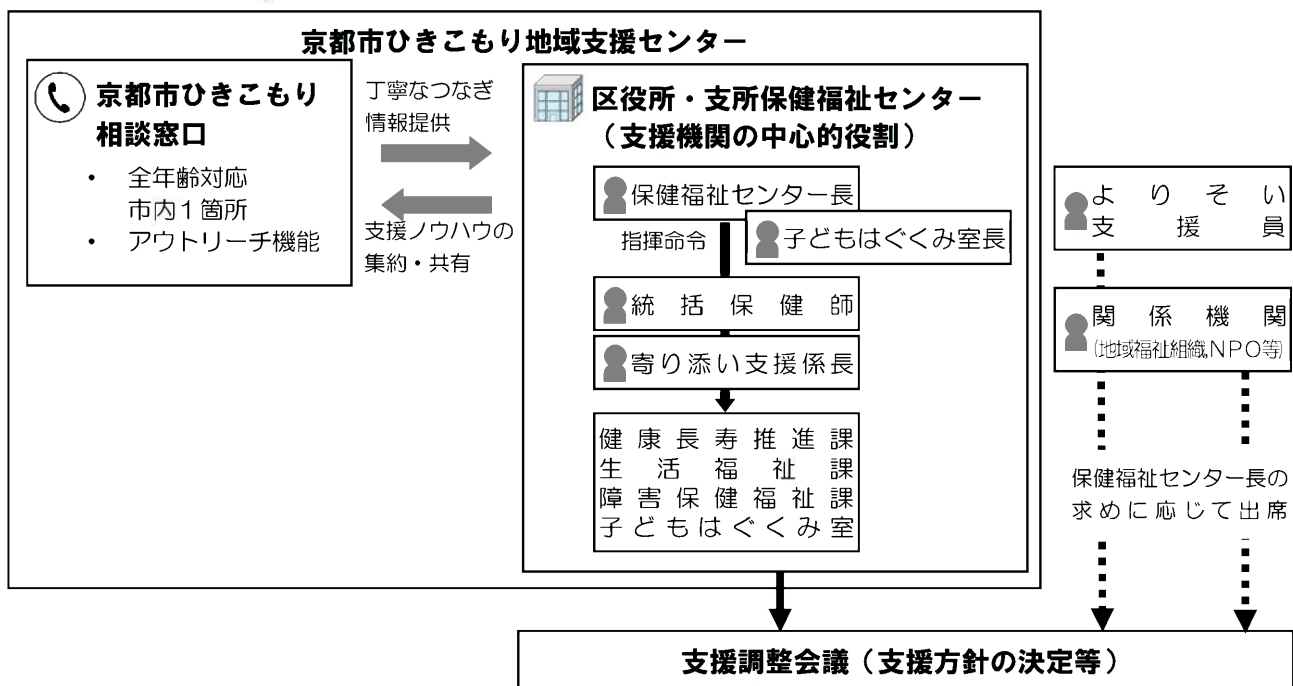 京都市ひきこもり地域支援センター
京都市ひきこもり
相談窓口
・ 全年齢対応
市内１箇所
・ アウトリーチ機能
丁寧なつなぎ
情報提供
支援ノウハウの
集約・共有
区役所・支所保健福祉センター
（支援機関の中心的役割）
保健福祉センター長
子どもはぐくみ室長
指揮命令
統括保健師
寄り添い支援係長
健康長寿推進課
生活福祉課
障害保健福祉課
子どもはぐくみ室
よりそい
支援員
関係機関
(地域福祉組織,NPO等)
保健福祉センター長の
求めに応じて出席
支援調整会議（支援方針の決定等）